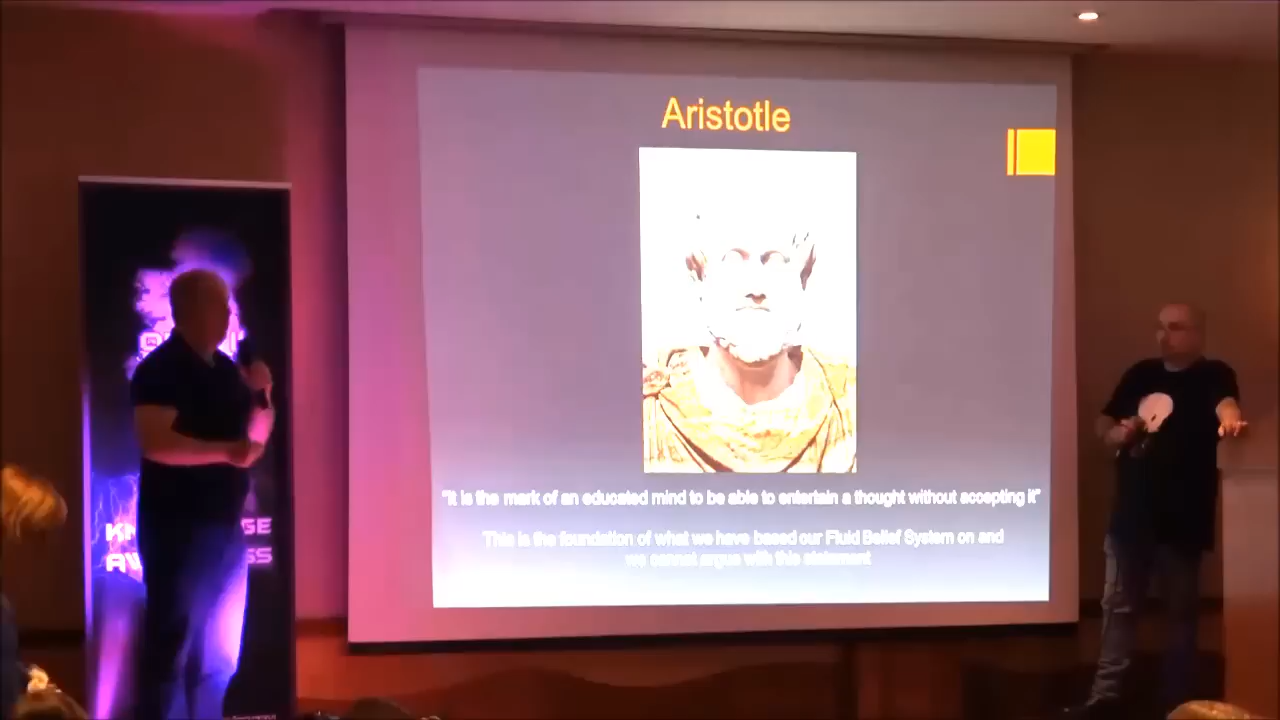 Aristotle
"It is the mark of an educated mind to be able to entertain a thought without accepting it"
This is the foundation of what we have based our Fluid Belief System on and
we cannot argue with this statement